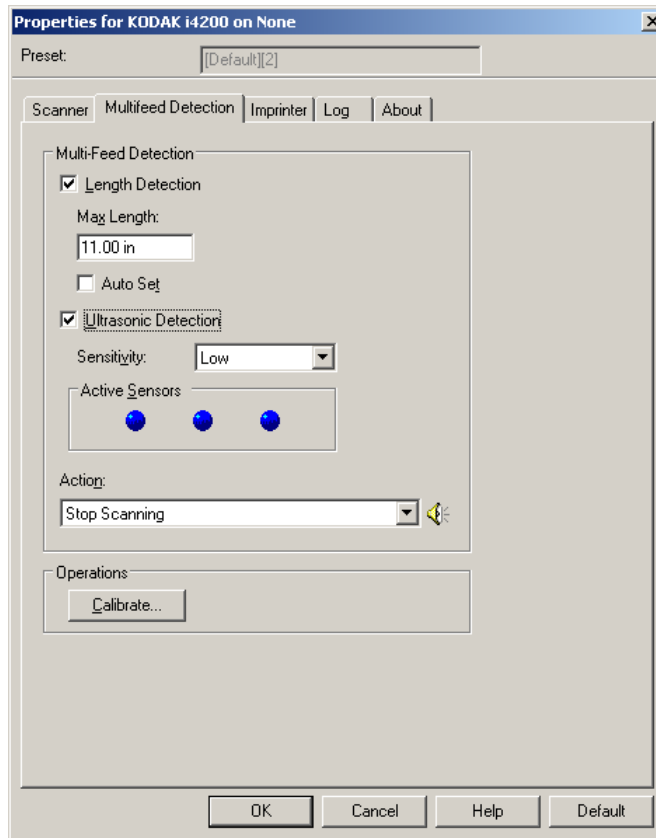 Properties for KODAK i4200 on None
Preset:
[Default][2]
Scanner Multifeed Detection Imprinter Log About
Multi-Feed Detection
Length Detection
Max Length:
11.00 in
Auto Set
Ultrasonic Detection
Sensitivity: Low
Active Sensors
Action:
Stop Scanning
Operations
Calibrate...
OK Cancel Help Default